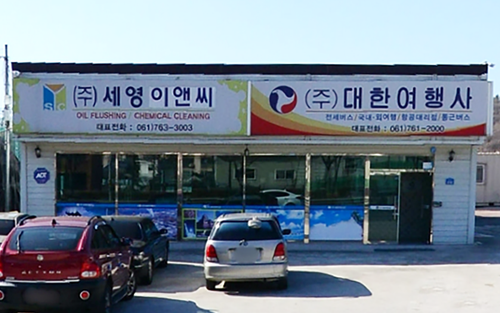 (주)세영이앤씨
OIL FLUSHING / CHEMICAL CLEANING
대표전화 : 061)763-3003
(주)대한여행사
전세버스/국내·외여행/항공대리점/통근버스
대표전화 : 061)761-2000
ADT